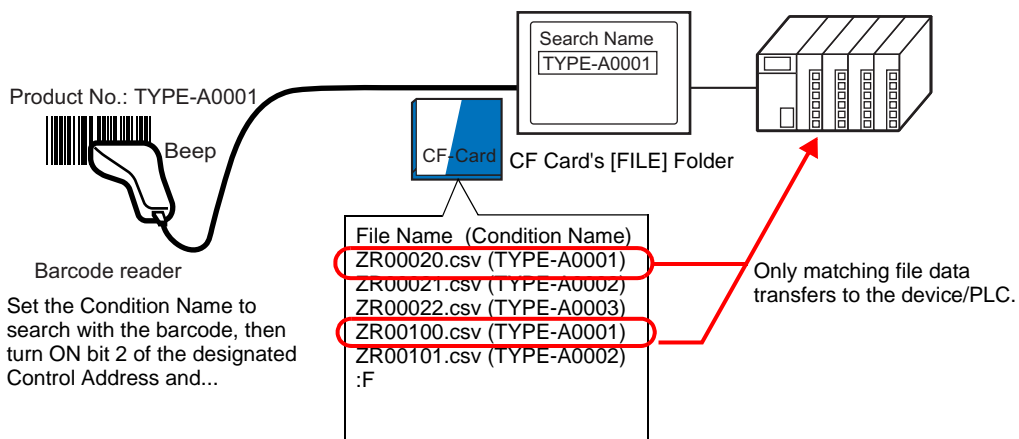 Search Name
TYPE-A0001
Product No.: TYPE-A0001
Beep
CF-Card
CF Card's [FILE] Folder
File Name (Condition Name)
ZR00020.csv (TYPE-A0001)
ZR00021.csv (TYPE-A0002)
ZR00022.csv (TYPE-A0003)
ZR00100.csv (TYPE-A0001)
ZR00101.csv (TYPE-A0002)
:F
Barcode reader
Set the Condition Name to
search with the barcode, then
turn ON bit 2 of the designated
Control Address and...
Only matching file data
transfers to the device/PLC.